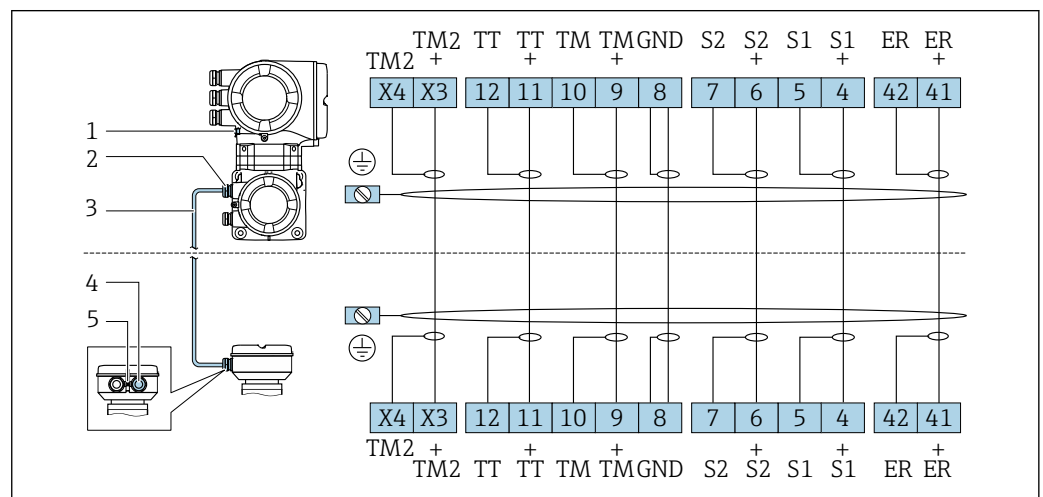 TM2 TT TT TM TM GND S2 S2 S1 S1 ER ER
TM2 + + + + + +
X4 X3 12 11 10 9 8 7 6 5 4 42 41
1
2
3
4
5
X4 X3 12 11 10 9 8 7 6 5 4 42 41
TM2 + + + + + +
TM2 TT TT TM TM GND S2 S2 S1 S1 ER ER